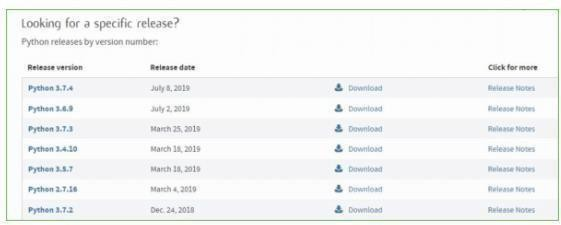 Looking for a specific release?
Python releases by version number:
Release version Release date Click for more
Python 3.7.4 July 8, 2019 Download Release Notes
Python 3.6.9 July 2, 2019 Download Release Notes
Python 3.7.3 March 25, 2019 Download Release Notes
Python 3.4.10 March 18, 2019 Download Release Notes
Python 3.5.7 March 18, 2019 Download Release Notes
Python 2.7.16 March 4, 2019 Download Release Notes
Python 3.7.2 Dec. 24, 2018 Download Release Notes